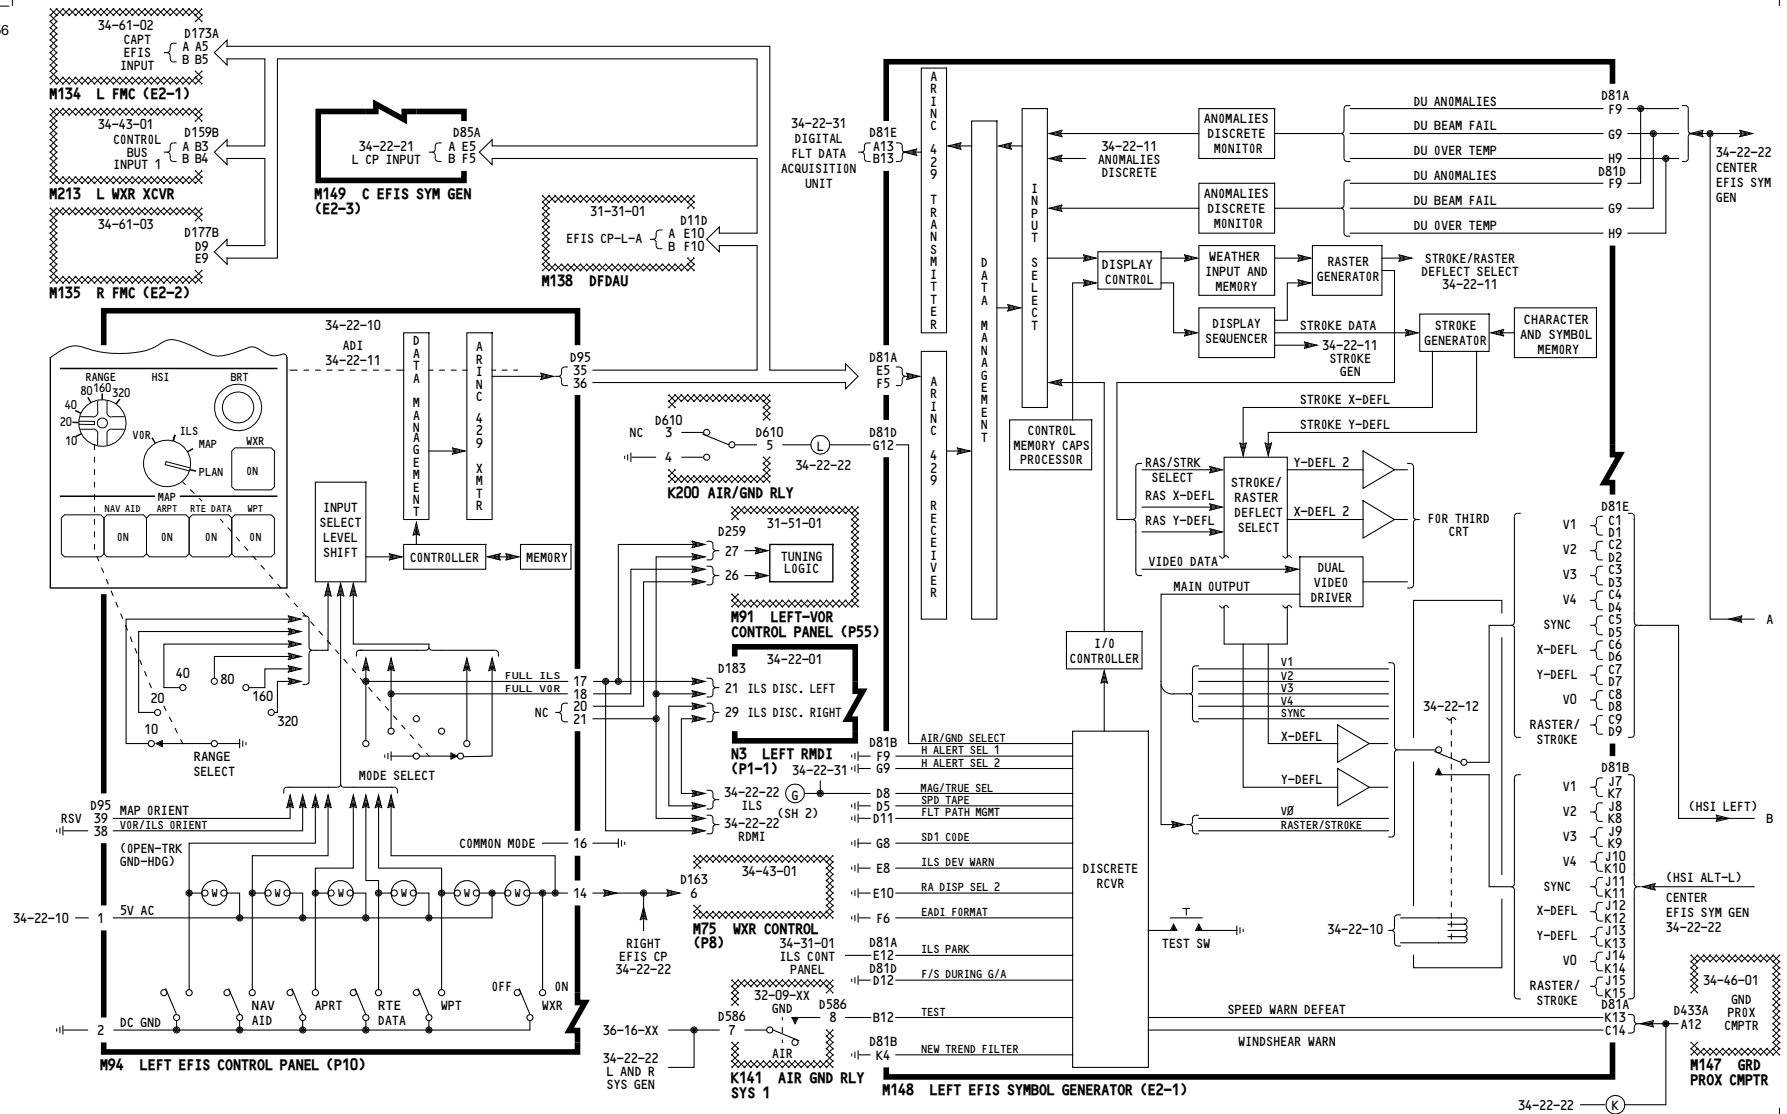 56
34-61-02
CAPT
EFIS
INPUT
D173A
A A5
B B5
M134 L FMC (E2-1)
34-43-01
CONTROL
BUS
INPUT 1
D159B
A B3
B B4
M213 L WXR XCVR
34-61-03
D177B
D9
E9
M135 R FMC (E2-2)
34-22-21
L CP INPUT
D85A
A E5
B F5
M149 C EFIS SYM GEN
(E2-3)
31-31-01
EFIS CP-L-A
D11D
A E10
B F10
M138 DFDAU
34-22-10
ADI
34-22-11
RANGE
HSI
BRT
10
20
40
80
160
320
VOR
ILS
MAP
PLAN
WXR
ON
MAP
NAV AID
ARPT
RTE DATA
WPT
ON
ON
ON
ON
DATA MANAGEMENT
ARINC 429 XMTR
INPUT
SELECT
LEVEL
SHIFT
CONTROLLER
MEMORY
D95
35
36
10
20
40
80
160
320
RANGE
SELECT
MODE SELECT
FULL ILS
17
FULL VOR
18
NC
20
21
D95
RSV 39 MAP ORIENT
38 VOR/ILS ORIENT
(OPEN-TRK
GND-HDG)
COMMON MODE
16
W
W
W
W
W
W
14
34-22-10
1
5V AC
OFF
ON
NAV
AID
APRT
RTE
DATA
WPT
WXR
2
DC GND
M94 LEFT EFIS CONTROL PANEL (P10)
D610
NC 3
4
D610
5
L
34-22-22
K200 AIR/GND RLY
31-51-01
D259
27
26
TUNING
LOGIC
M91 LEFT-VOR
CONTROL PANEL (P55)
34-22-01
D183
21 ILS DISC. LEFT
29 ILS DISC. RIGHT
N3 LEFT RMDI
(P1-1)
34-22-31
34-22-22
ILS
G
(SH 2)
34-22-22
RDMI
34-43-01
D163
6
M75 WXR CONTROL
(P8)
RIGHT
EFIS CP
34-22-22
34-31-01
ILS CONT
PANEL
32-09-XX
GND
D586
8
D586
7
AIR
36-16-XX
34-22-22
L AND R
SYS GEN
K141 AIR GND RLY
SYS 1
34-22-31
DIGITAL
FLT DATA
ACQUISITION
UNIT
D81E
A13
B13
D81A
E5
F5
D81D
G12
ARINC 429 TRANSMITTER
ARINC 429 RECEIVER
DATA MANAGEMENT
INPUT SELECT
34-22-11
ANOMALIES
DISCRETE
ANOMALIES
DISCRETE
MONITOR
ANOMALIES
DISCRETE
MONITOR
DU ANOMALIES
DU BEAM FAIL
DU OVER TEMP
DU ANOMALIES
DU BEAM FAIL
DU OVER TEMP
D81A
F9
G9
H9
D81D
F9
G9
H9
34-22-22
CENTER
EFIS SYM
GEN
DISPLAY
CONTROL
WEATHER
INPUT AND
MEMORY
RASTER
GENERATOR
STROKE/RASTER
DEFLECT SELECT
34-22-11
DISPLAY
SEQUENCER
STROKE DATA
34-22-11
STROKE
GEN
STROKE
GENERATOR
CHARACTER
AND SYMBOL
MEMORY
STROKE X-DEFL
STROKE Y-DEFL
CONTROL
MEMORY CAPS
PROCESSOR
RAS/STRK
SELECT
RAS X-DEFL
RAS Y-DEFL
STROKE/
RASTER
DEFLECT
SELECT
Y-DEFL 2
X-DEFL 2
FOR THIRD
CRT
VIDEO DATA
MAIN OUTPUT
DUAL
VIDEO
DRIVER
I/O
CONTROLLER
V1
V2
V3
V4
SYNC
X-DEFL
Y-DEFL
VØ
RASTER/STROKE
34-22-12
34-22-10
DISCRETE
RCVR
TEST SW
D81B
AIR/GND SELECT
F9 H ALERT SEL 1
G9 H ALERT SEL 2
D8 MAG/TRUE SEL
D5 SPD TAPE
D11 FLT PATH MGMT
G8 SD1 CODE
E8 ILS DEV WARN
E10 RA DISP SEL 2
F6 EADI FORMAT
D81A
E12 ILS PARK
D81D
D12 F/S DURING G/A
B12 TEST
D81B
K4 NEW TREND FILTER
SPEED WARN DEFEAT
WINDSHEAR WARN
M148 LEFT EFIS SYMBOL GENERATOR (E2-1)
D81E
V1 C1
D1
V2 C2
D2
V3 C3
D3
V4 C4
D4
SYNC C5
D5
X-DEFL C6
D6
Y-DEFL C7
D7
V0 C8
D8
RASTER/
STROKE C9
D9
D81B
V1 J7
K7
V2 J8
K8
V3 J9
K9
V4 J10
K10
SYNC J11
K11
X-DEFL J12
K12
Y-DEFL J13
K13
V0 J14
K14
RASTER/
STROKE J15
K15
D81A
K13
C14
A
(HSI LEFT)
B
(HSI ALT-L)
CENTER
EFIS SYM GEN
34-22-22
34-46-01
GND
PROX
CMPTR
D433A
A12
M147 GRD
PROX CMPTR
34-22-22
K